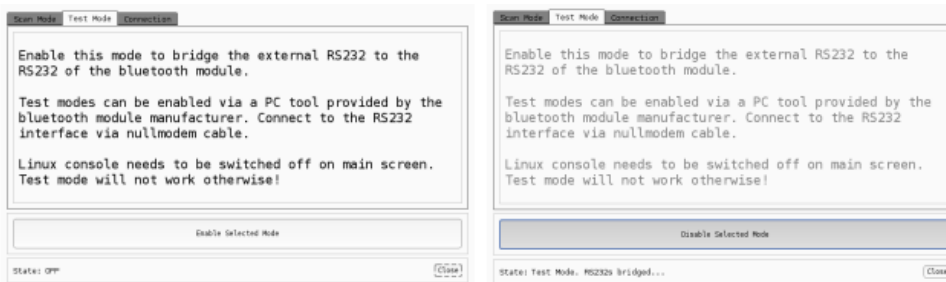 Scan Mode Test Mode Connection
Enable this mode to bridge the external RS232 to the
RS232 of the bluetooth module.
Test modes can be enabled via a PC tool provided by the
bluetooth module manufacturer. Connect to the RS232
interface via nullmodem cable.
Linux console needs to be switched off on main screen.
Test mode will not work otherwise!
Enable Selected Mode
State: OFF
Close
Scan Mode Test Mode Connection
Enable this mode to bridge the external RS232 to the
RS232 of the bluetooth module.
Test modes can be enabled via a PC tool provided by the
bluetooth module manufacturer. Connect to the RS232
interface via nullmodem cable.
Linux console needs to be switched off on main screen.
Test mode will not work otherwise!
Disable Selected Mode
State: Test Mode. RS232s bridged...
Close